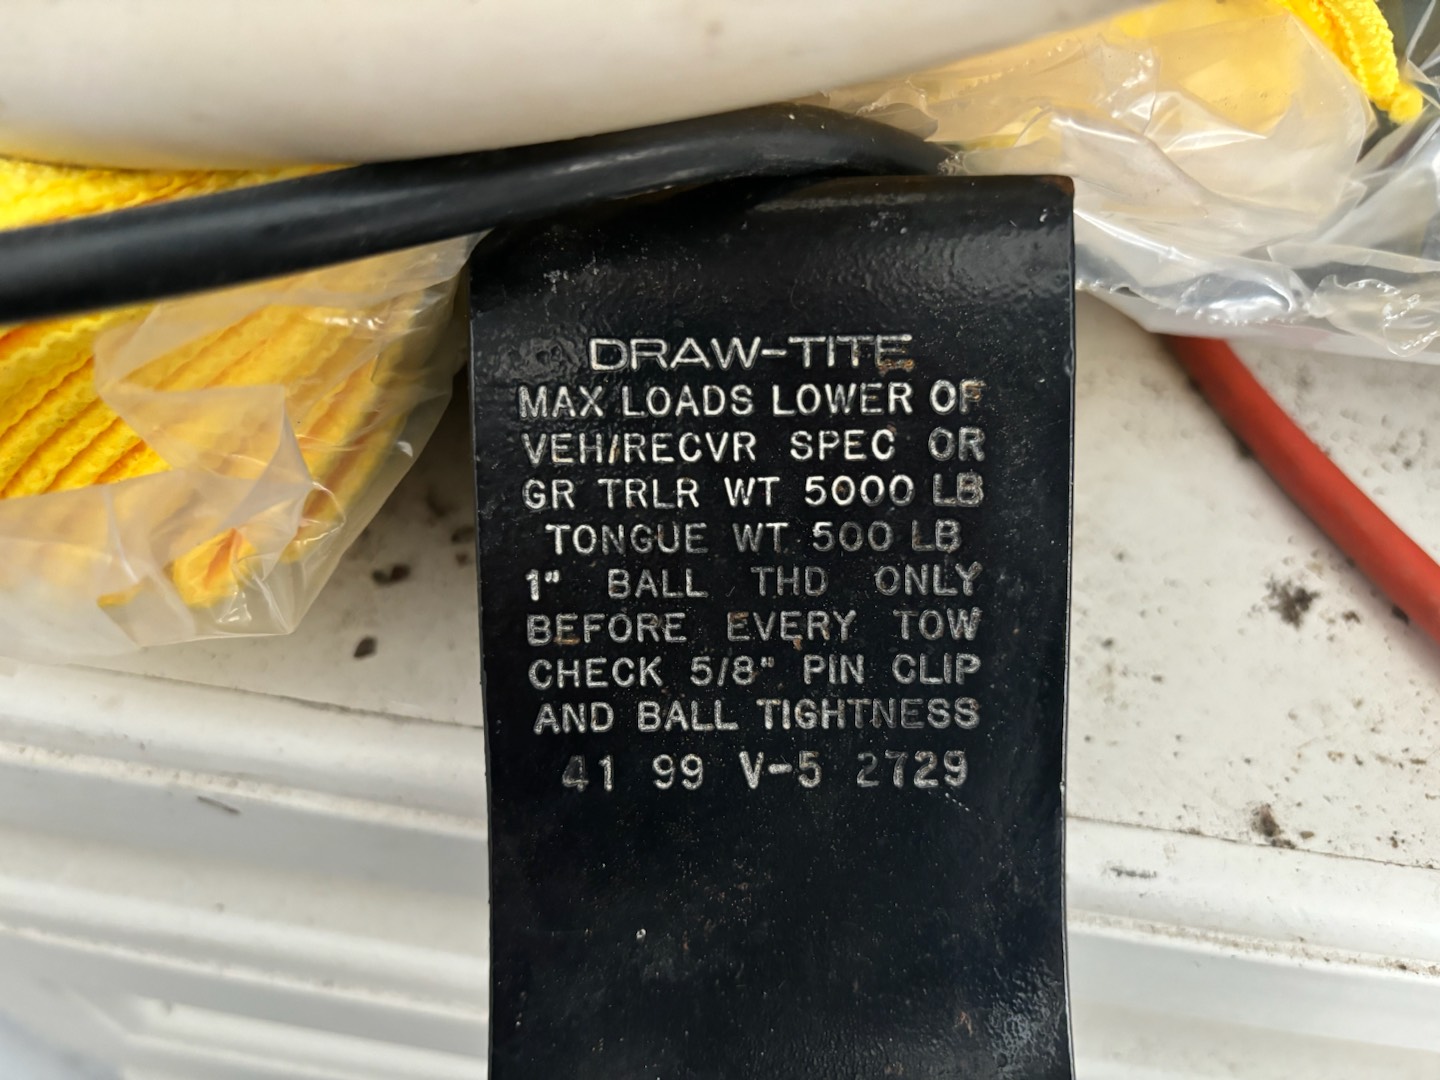 DRAW-TITE
MAX LOADS LOWER OF
VEH/RECVR SPEC OR
GR TRLR WT 5000 LB
TONGUE WT 500 LB
1" BALL THD ONLY
BEFORE EVERY TOW
CHECK 5/8" PIN CLIP
AND BALL TIGHTNESS
41 99 V-5 2729